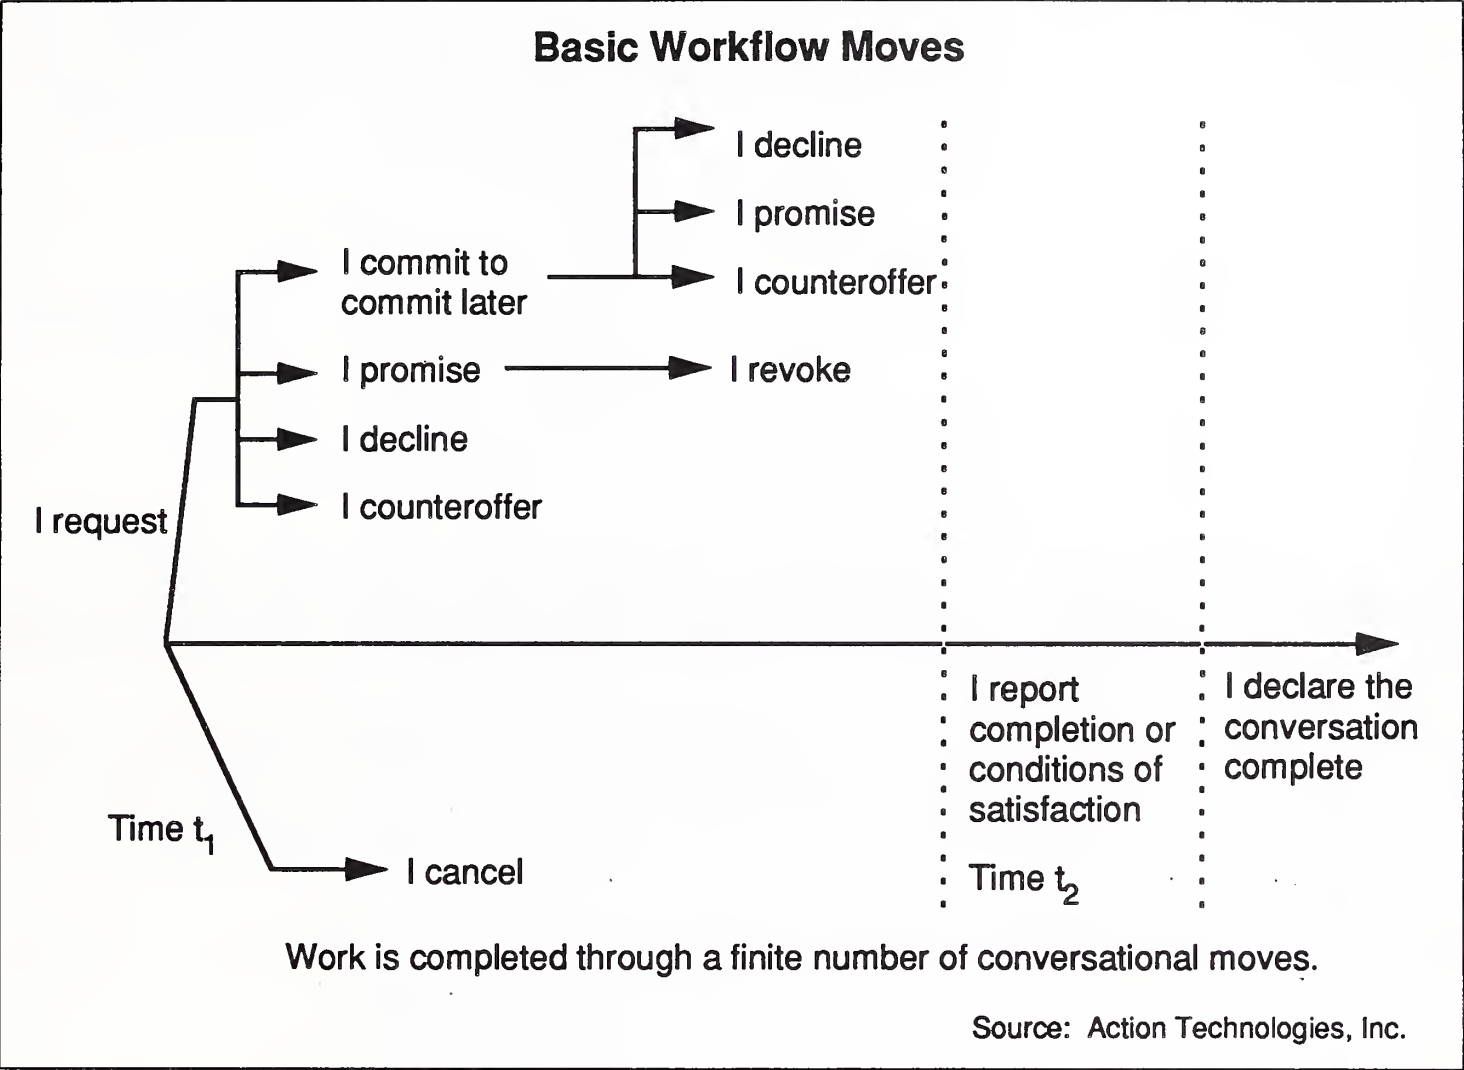 Basic Workflow Moves
I decline
I promise
I counteroffer
I commit to
commit later
I promise
I revoke
I decline
I counteroffer
I request
I report
completion or
conditions of
satisfaction
I declare the
conversation
complete
Time t1
Time t2
I cancel
Work is completed through a finite number of conversational moves.
Source: Action Technologies, Inc.